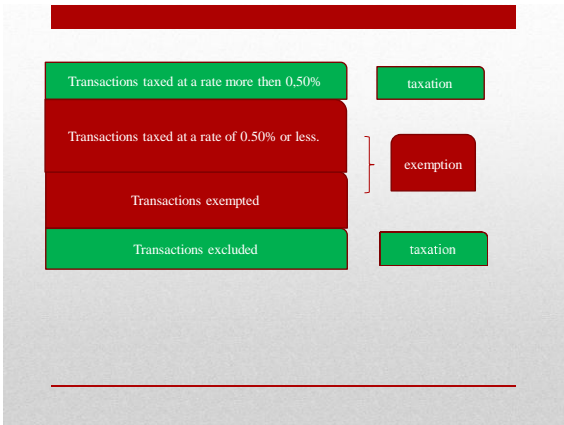 Transactions taxed at a rate more then 0,50%
taxation
Transactions taxed at a rate of 0.50% or less.
exemption
Transactions exempted
Transactions excluded
taxation